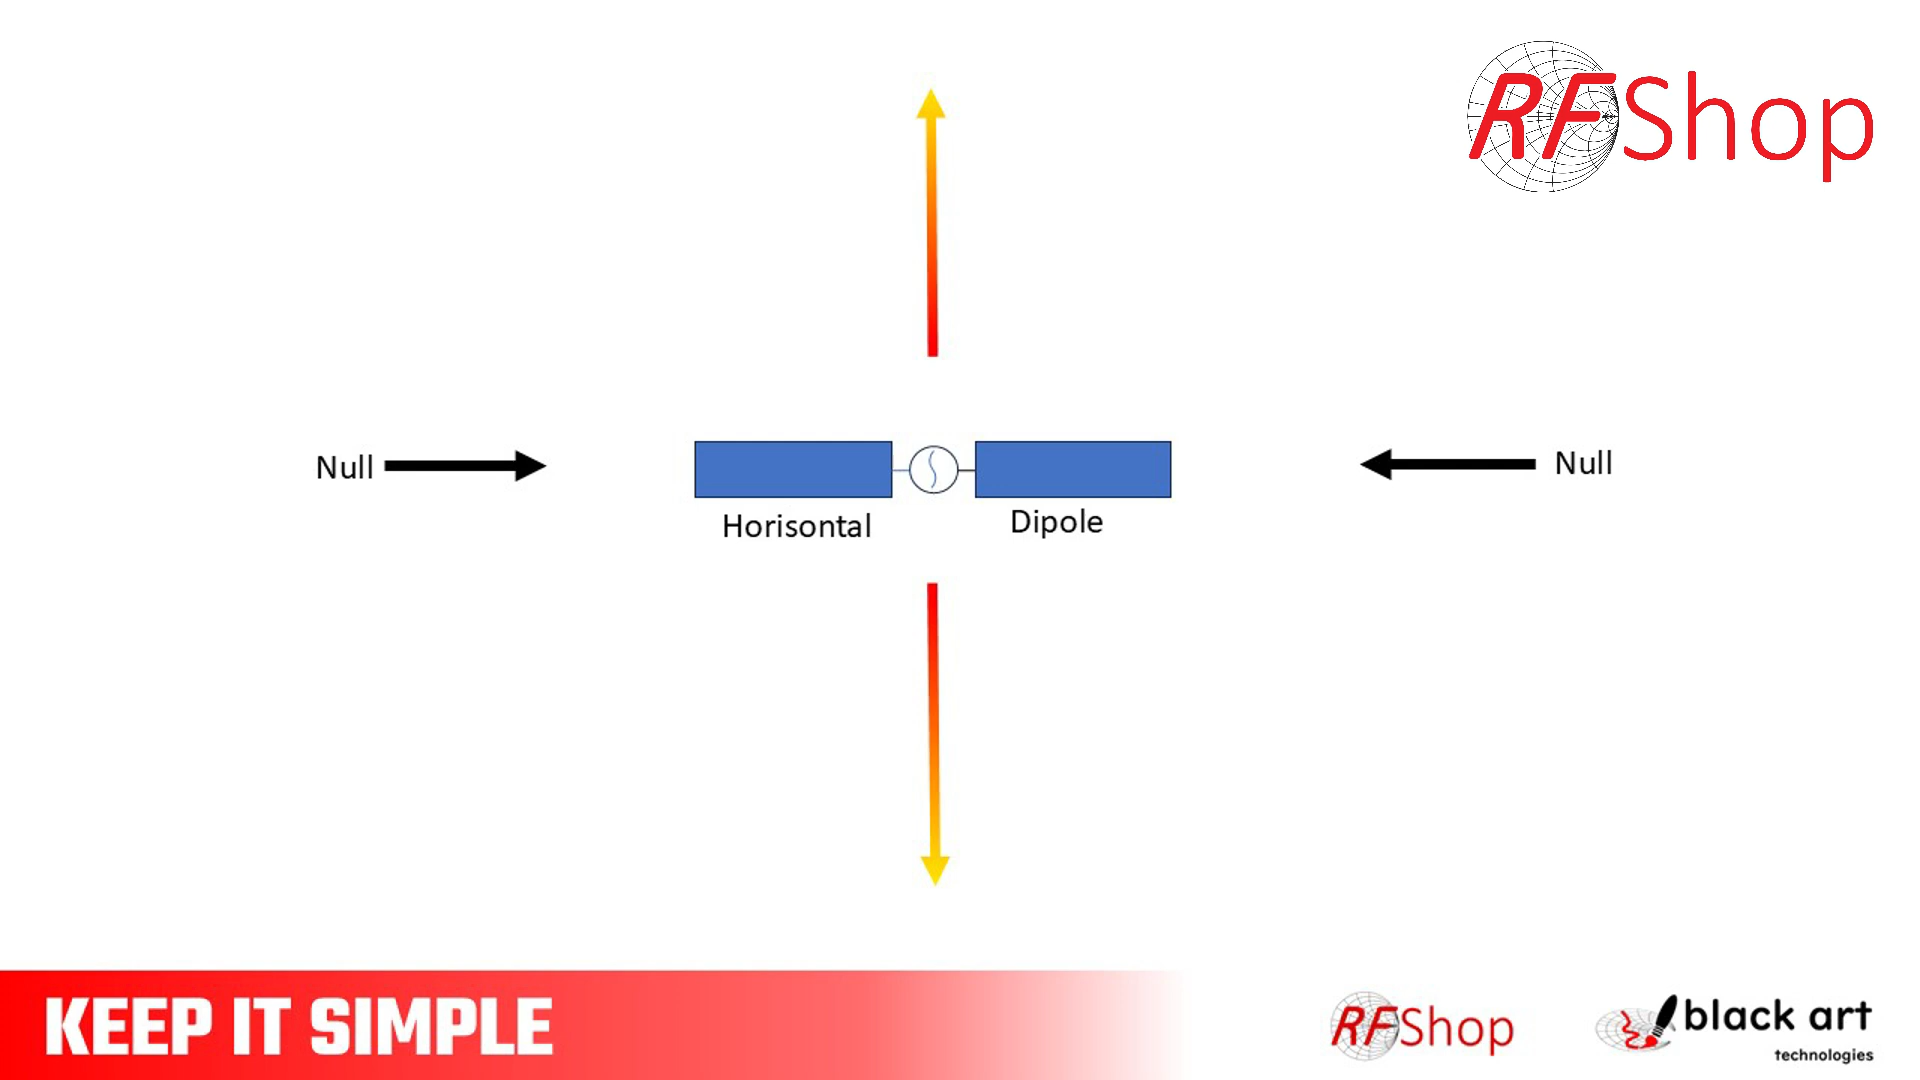 RFShop
Null
Null
Horisontal
Dipole
KEEP IT SIMPLE
RFShop
black art
technologies